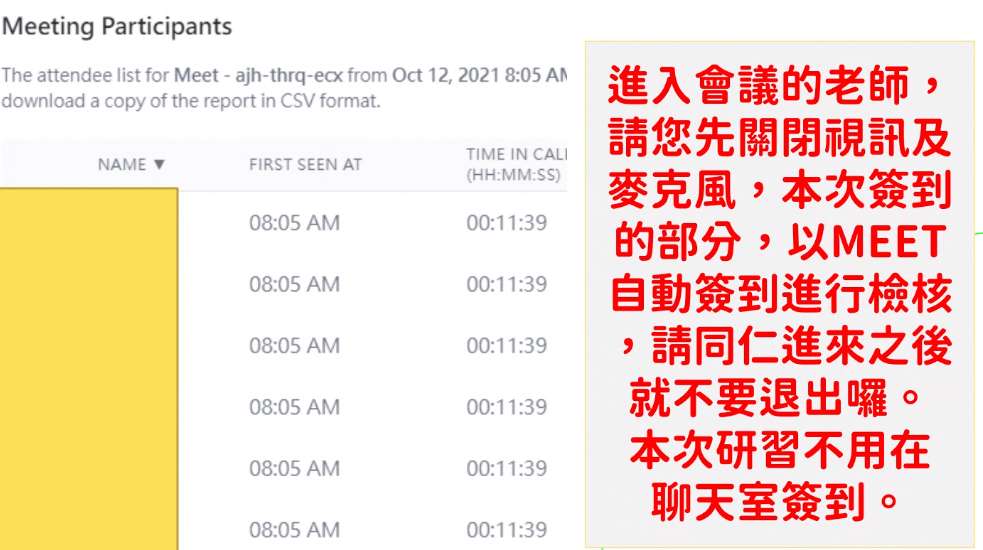 Meeting Participants
The attendee list for Meet - ajh-thrq-ecx from Oct 12, 2021 8:05 AM
download a copy of the report in CSV format.
NAME ▼ FIRST SEEN AT TIME IN CALL
(HH:MM:SS)
08:05 AM 00:11:39
08:05 AM 00:11:39
08:05 AM 00:11:39
08:05 AM 00:11:39
08:05 AM 00:11:39
08:05 AM 00:11:39
進入會議的老師，
請您先關閉視訊及
麥克風，本次簽到
的部分，以MEET
自動簽到進行檢核
，請同仁進來之後
就不要退出囉。
本次研習不用在
聊天室簽到。